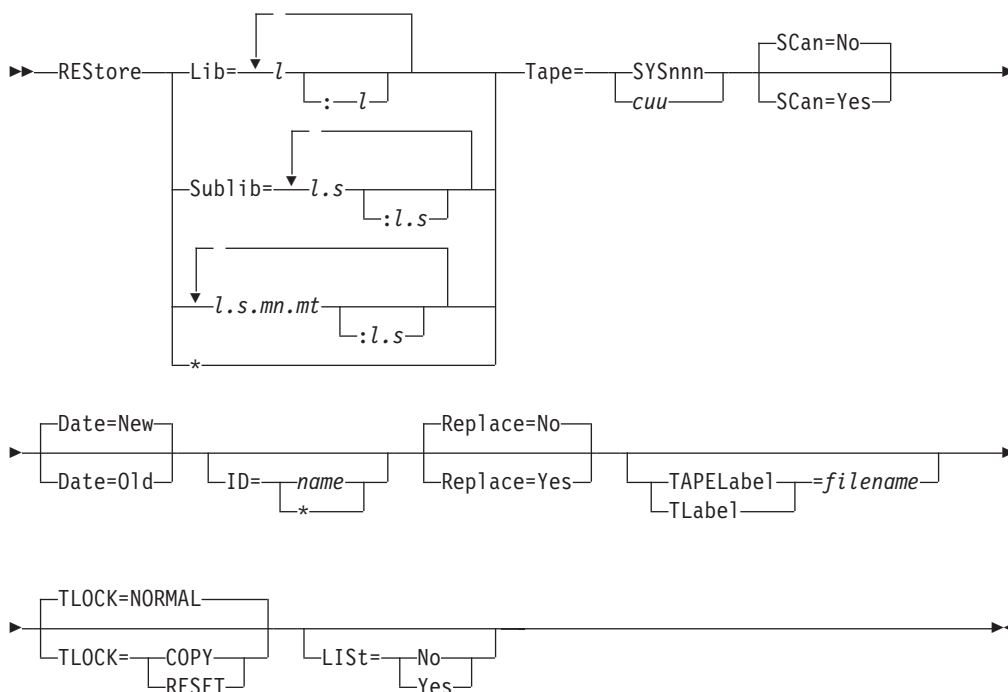 REStore Lib= l Tape= SYSnnn SCan=No
: l cuu SCan=Yes
Sublib= l.s
:l.s
l.s.mn.mt
:l.s
*
Date=New Replace=No
Date=Old ID= name Replace=Yes TAPELabel =filename
* TLabel
TLOCK=NORMAL
TLOCK= COPY LISt= No
RESET Yes